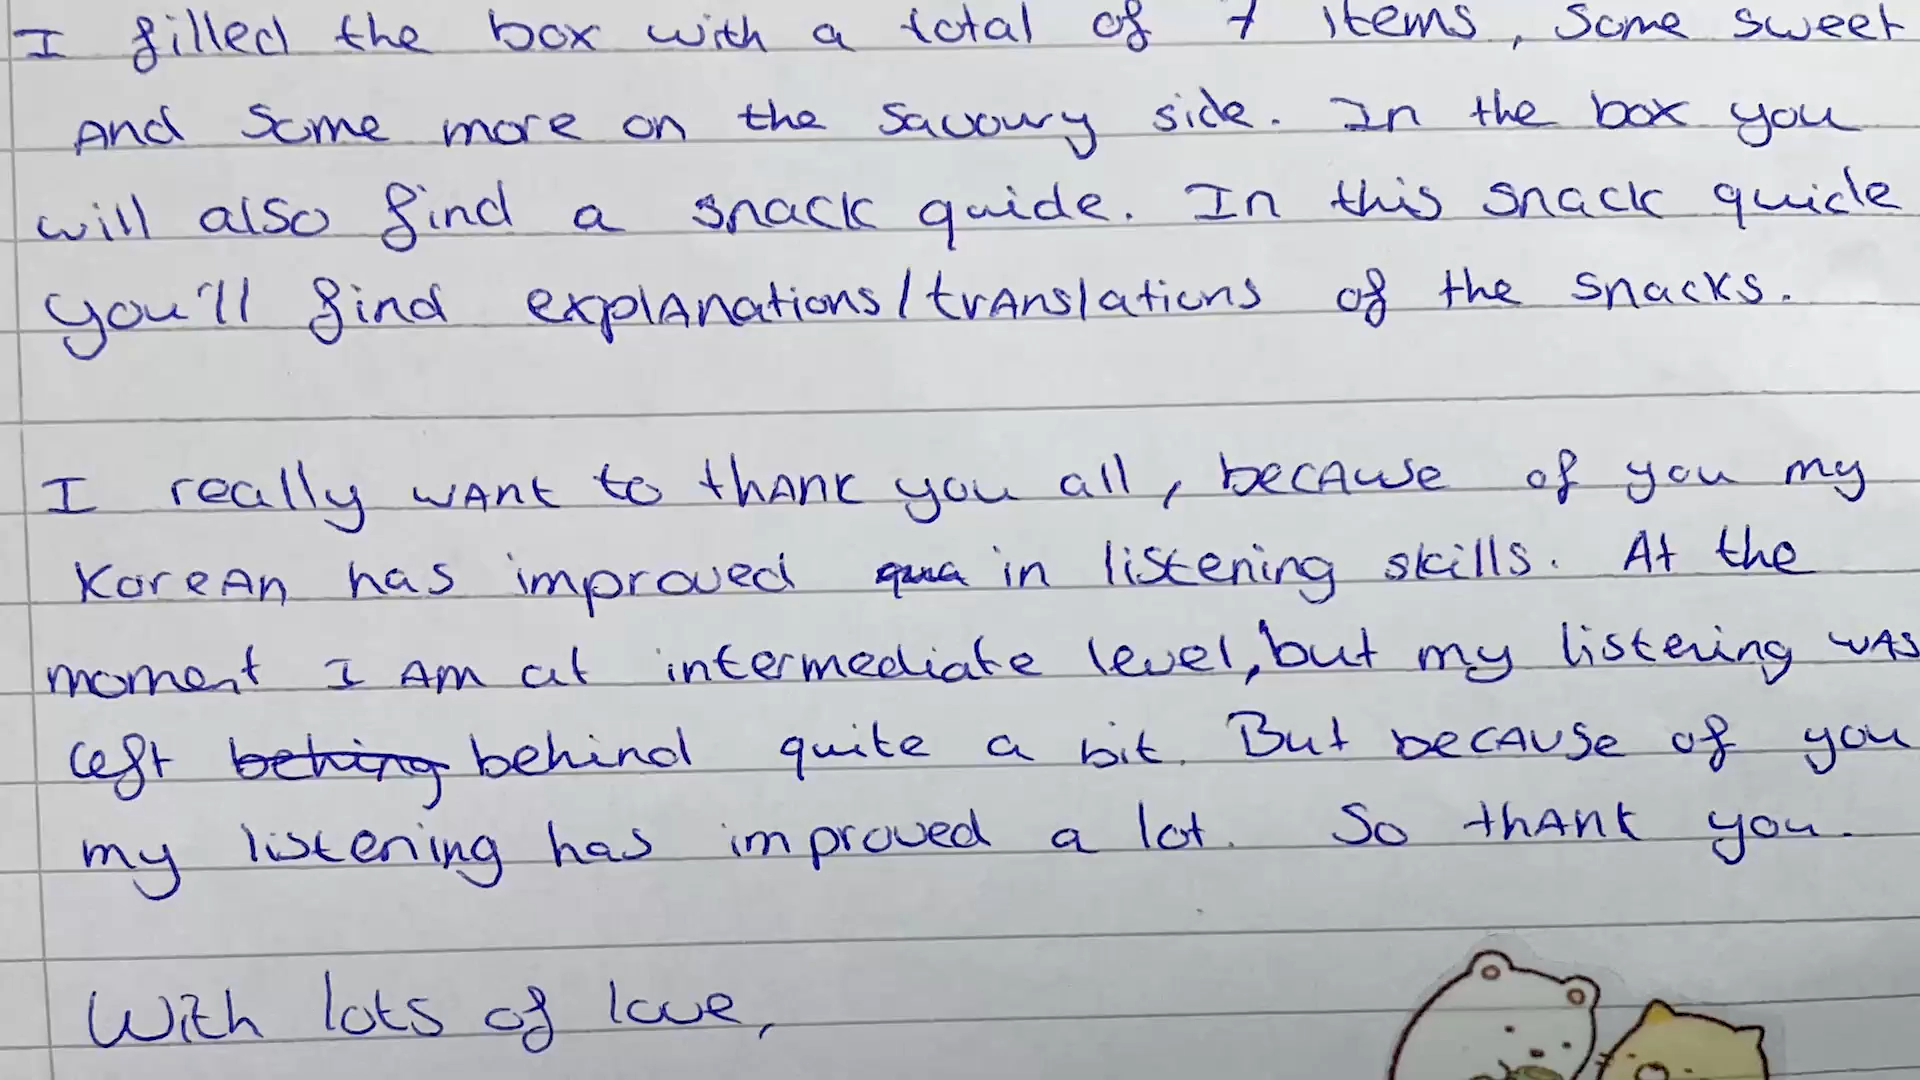 I filled the box with a total of 7 items, some sweet
And some more on the savoury side. In the box you
will also find a snack guide. In this snack guide
you'll find explanations/translations of the snacks.
I really want to thank you all, because of you my
Korean has improved qua in listening skills. At the
moment I am at intermediate level, but my listening was
left behing behind quite a bit. But because of you
my listening has improved a lot. So thank you.
With lots of love,